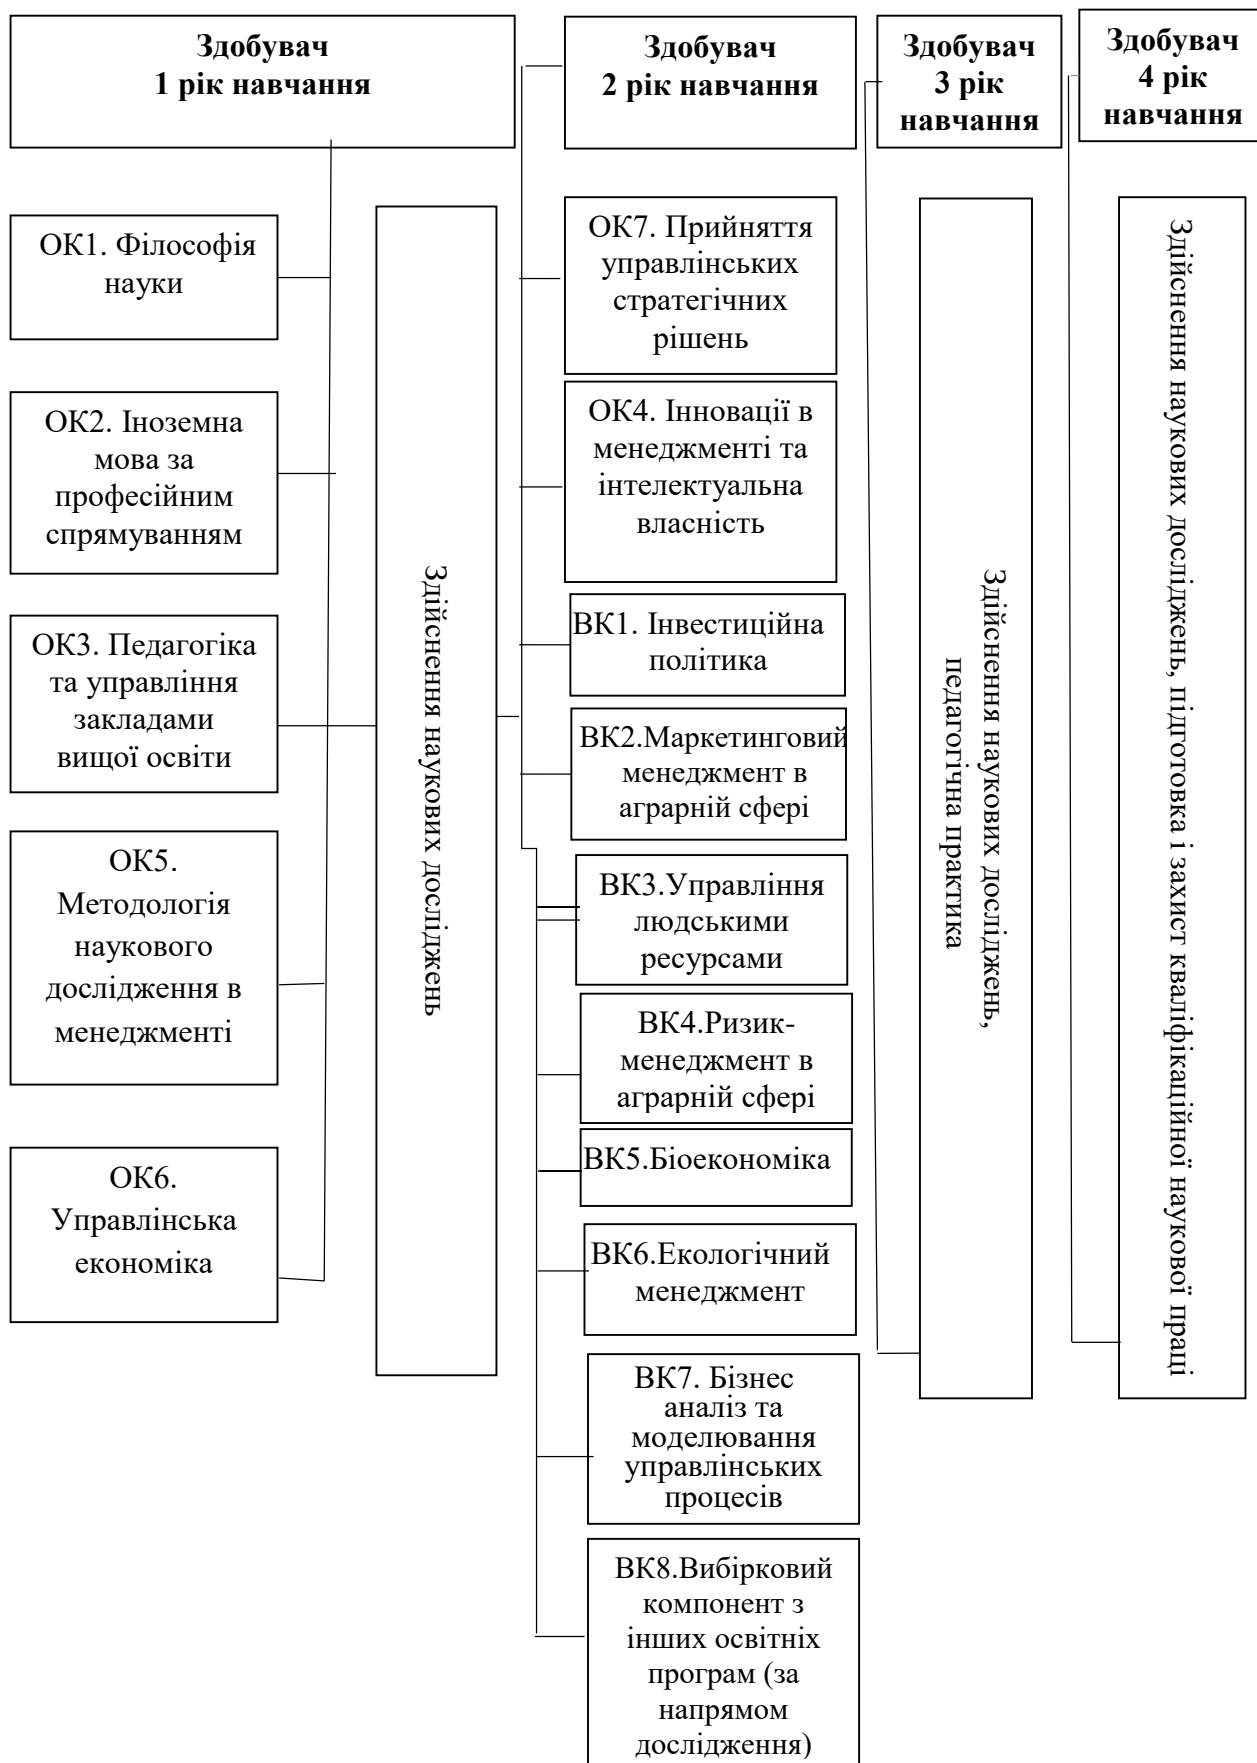 Здобувач
1 рік навчання
ОК1. Філософія
науки
ОК2. Іноземна
мова за
професійним
спрямуванням
ОК3. Педагогіка
та управління
закладами
вищої освіти
ОК5.
Методологія
наукового
дослідження в
менеджменті
ОК6.
Управлінська
економіка
Здійснення наукових досліджень
Здобувач
2 рік навчання
ОК7. Прийняття
управлінських
стратегічних
рішень
ОК4. Інновації в
менеджменті та
інтелектуальна
власність
ВК1. Інвестиційна
політика
ВК2.Маркетинговий
менеджмент в
аграрній сфері
ВК3.Управління
людськими
ресурсами
ВК4.Ризик-
менеджмент в
аграрній сфері
ВК5.Біоекономіка
ВК6.Екологічний
менеджмент
ВК7. Бізнес
аналіз та
моделювання
управлінських
процесів
ВК8.Вибірковий
компонент з
інших освітніх
програм (за
напрямом
дослідження)
Здобувач
3 рік
навчання
Здійснення наукових досліджень,
педагогічна практика
Здобувач
4 рік
навчання
Здійснення наукових досліджень, підготовка і захист кваліфікаційної наукової праці